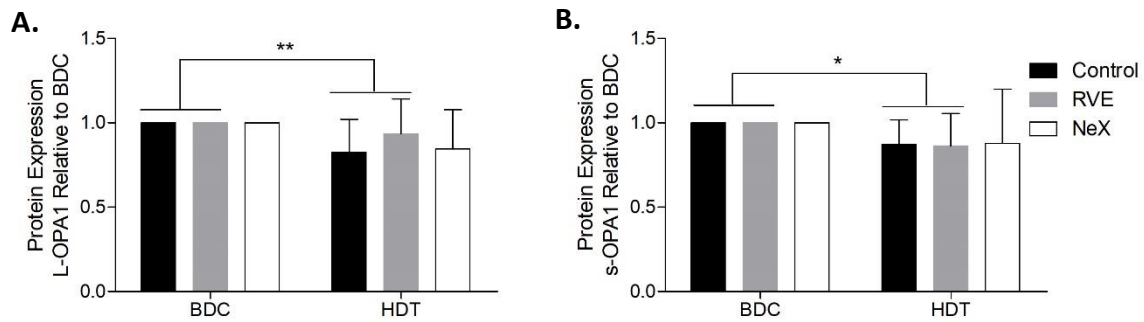 A.
Protein Expression
L-OPA1 Relative to BDC
1.5
1.0
0.5
0.0
**
BDC
HDT
B.
Protein Expression
s-OPA1 Relative to BDC
1.5
1.0
0.5
0.0
*
BDC
HDT
Control
RVE
NeX